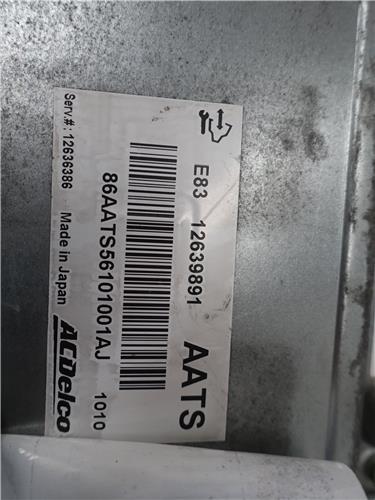 E83 12639891 AATS
86AATS56101001AJ 1010
Serv.#: 12636386 Made in Japan ACDelco